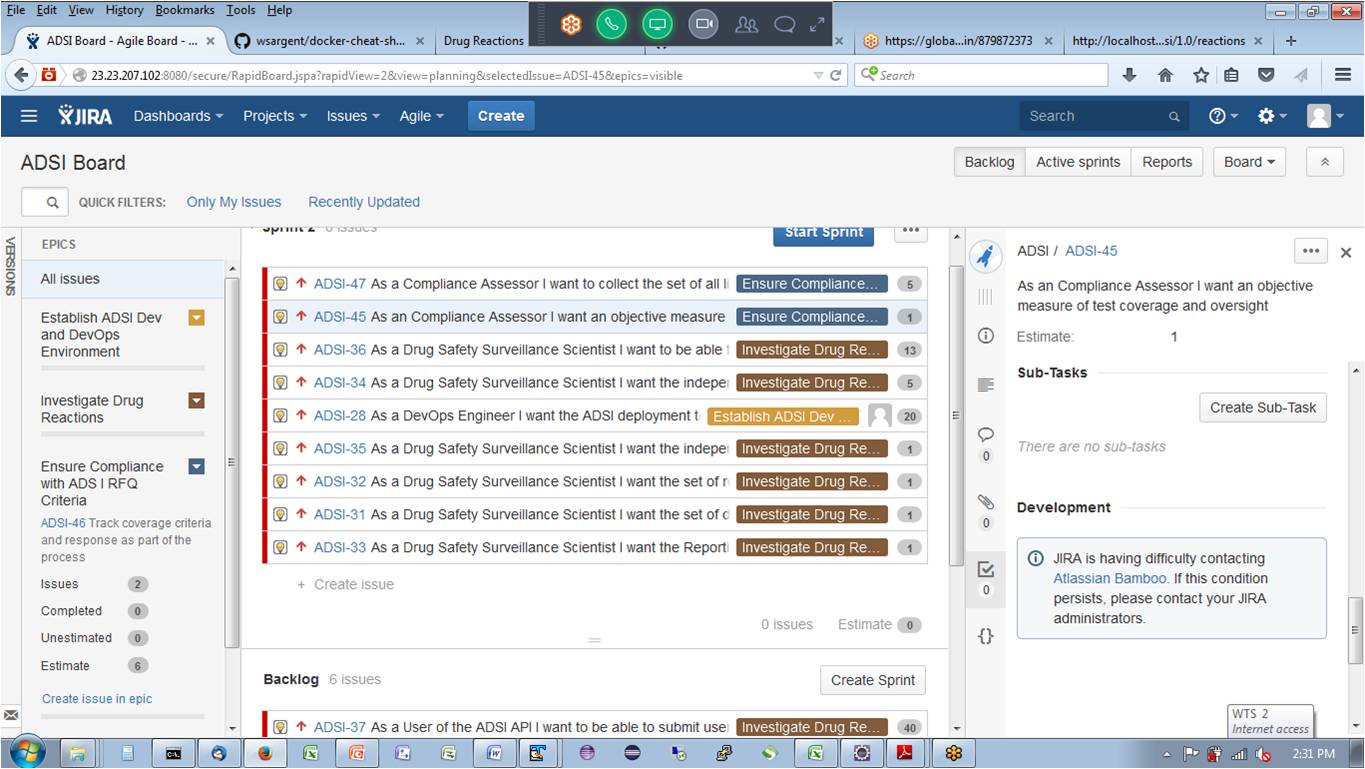 File Edit View History Bookmarks Tools Help
ADSI Board - Agile Board - ... × wsargent/docker-cheat-sh... × Drug Reactions × https://globa...in/879872373 × http://localhost...si/1.0/reactions × +
23.23.207.102:8080/secure/RapidBoard.jspa?rapidView=2&view=planning&selectedIssue=ADSI-45&epics=visible Search
JIRA Dashboards Projects Issues Agile Create Search
ADSI Board Backlog Active sprints Reports Board
QUICK FILTERS: Only My Issues Recently Updated
VERSIONS
EPICS
All issues
Establish ADSI Dev
and DevOps
Environment
Investigate Drug
Reactions
Ensure Compliance
with ADS I RFQ
Criteria
ADSI-46 Track coverage criteria
and response as part of the
process
Issues 2
Completed 0
Unestimated 0
Estimate 6
Create issue in epic
Sprint 2 0 issues Start Sprint ...
ADSI-47 As a Compliance Assessor I want to collect the set of all li Ensure Compliance... 5
ADSI-45 As an Compliance Assessor I want an objective measure Ensure Compliance... 1
ADSI-36 As a Drug Safety Surveillance Scientist I want to be able Investigate Drug Re... 13
ADSI-34 As a Drug Safety Surveillance Scientist I want the indepen Investigate Drug Re... 5
ADSI-28 As a DevOps Engineer I want the ADSI deployment t Establish ADSI Dev ... 20
ADSI-35 As a Drug Safety Surveillance Scientist I want the indepen Investigate Drug Re... 1
ADSI-32 As a Drug Safety Surveillance Scientist I want the set of r Investigate Drug Re... 1
ADSI-31 As a Drug Safety Surveillance Scientist I want the set of d Investigate Drug Re... 1
ADSI-33 As a Drug Safety Surveillance Scientist I want the Reporti Investigate Drug Re... 1
+ Create issue
0 issues Estimate 0
Backlog 6 issues Create Sprint
ADSI-37 As a User of the ADSI API I want to be able to submit user Investigate Drug Re... 40
ADSI / ADSI-45 ... ×
As an Compliance Assessor I want an objective
measure of test coverage and oversight
Estimate: 1
Sub-Tasks
Create Sub-Task
There are no sub-tasks
0
0
0
{}
Development
JIRA is having difficulty contacting
Atlassian Bamboo. If this condition
persists, please contact your JIRA
administrators.
WTS 2
Internet access
2:31 PM